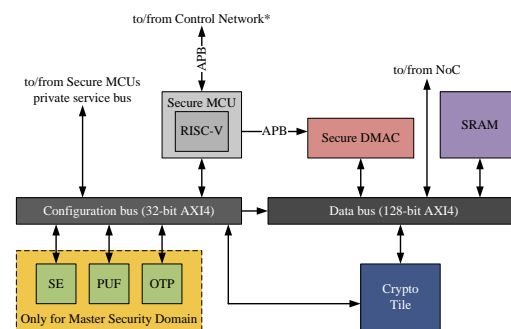 to/from Control Network*
APB
to/from Secure MCUs
private service bus
to/from NoC
Secure MCU
RISC-V
APB
Secure DMAC
SRAM
Configuration bus (32-bit AXI4)
Data bus (128-bit AXI4)
SE
PUF
OTP
Only for Master Security Domain
Crypto
Tile